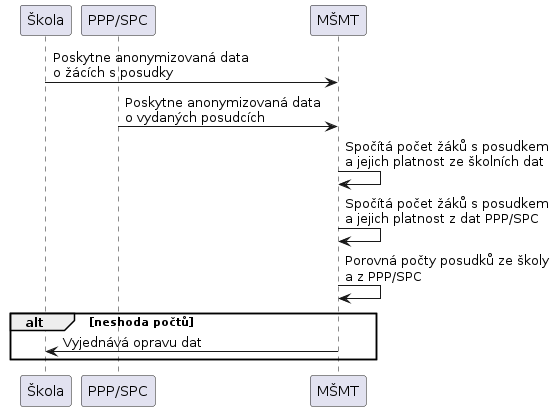 Škola
PPP/SPC
MŠMT
Poskytne anonymizovaná data
o žácích s posudky
Poskytne anonymizovaná data
o vydaných posudcích
Spočítá počet žáků s posudkem
a jejich platnost ze školních dat
Spočítá počet žáků s posudkem
a jejich platnost z dat PPP/SPC
Porovná počty posudků ze školy
a z PPP/SPC
alt
[neshoda počtů]
Vyjednává opravu dat
Škola
PPP/SPC
MŠMT